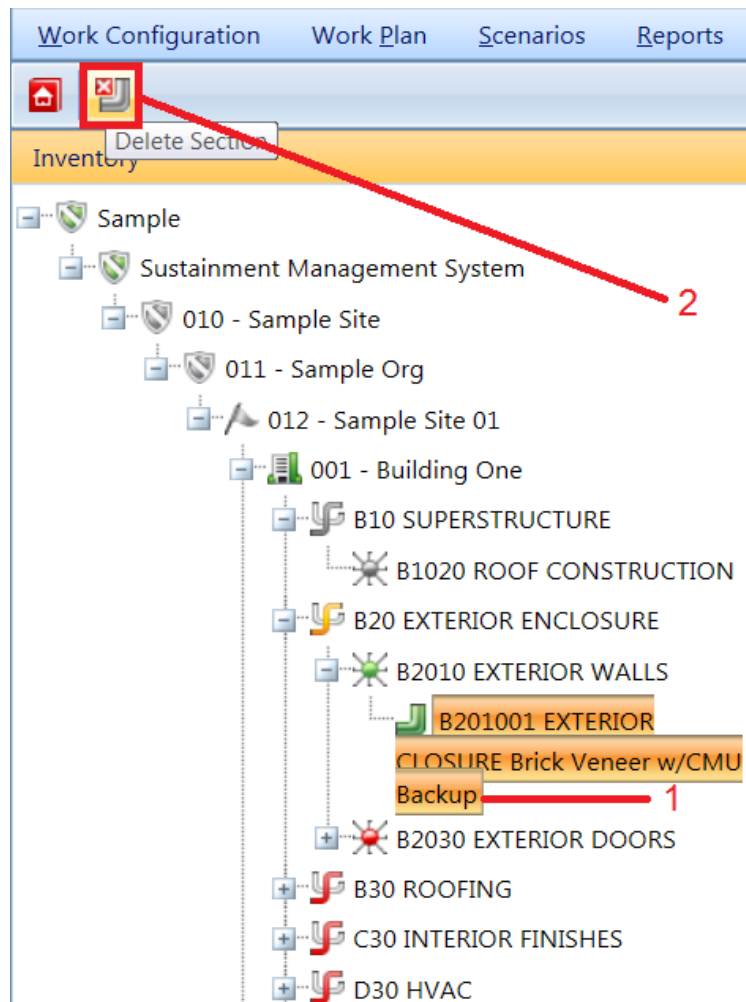 Work Configuration Work Plan Scenarios Reports
Delete Section
Inventory
Sample
Sustainment Management System
2
010 - Sample Site
011 - Sample Org
012 - Sample Site 01
001 - Building One
B10 SUPERSTRUCTURE
B1020 ROOF CONSTRUCTION
B20 EXTERIOR ENCLOSURE
B2010 EXTERIOR WALLS
B201001 EXTERIOR
CLOSURE Brick Veneer w/CMU
Backup 1
B2030 EXTERIOR DOORS
B30 ROOFING
C30 INTERIOR FINISHES
D30 HVAC